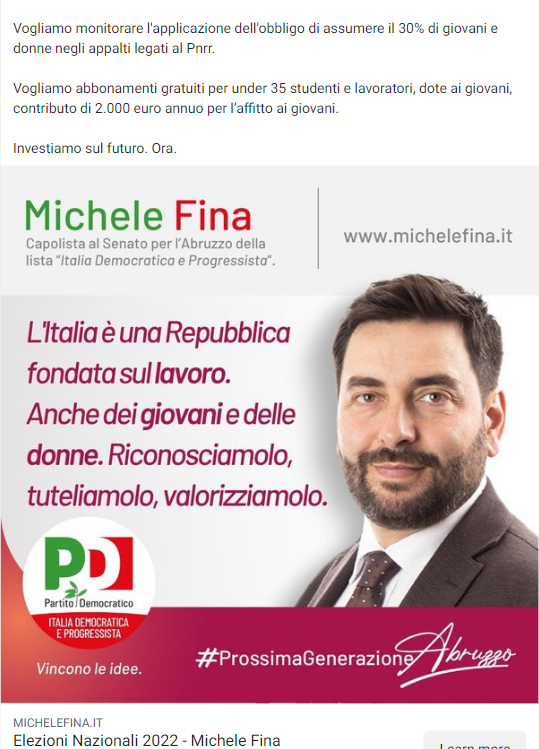 Vogliamo monitorare l'applicazione dell'obbligo di assumere il 30% di giovani e
donne negli appalti legati al Pnrr.
Vogliamo abbonamenti gratuiti per under 35 studenti e lavoratori, dote ai giovani,
contributo di 2.000 euro annuo per l’affitto ai giovani.
Investiamo sul futuro. Ora.
Michele Fina
Capolista al Senato per l’Abruzzo della
lista “Italia Democratica e Progressista”.
www.michelefina.it
L'Italia è una Repubblica
fondata sul lavoro.
Anche dei giovani e delle
donne. Riconosciamolo,
tuteliamolo, valorizziamolo.
PD
Partito Democratico
ITALIA DEMOCRATICA
E PROGRESSISTA
Vincono le idee.
#ProssimaGenerazione Abruzzo
MICHELEFINA.IT
Elezioni Nazionali 2022 - Michele Fina
Learn more